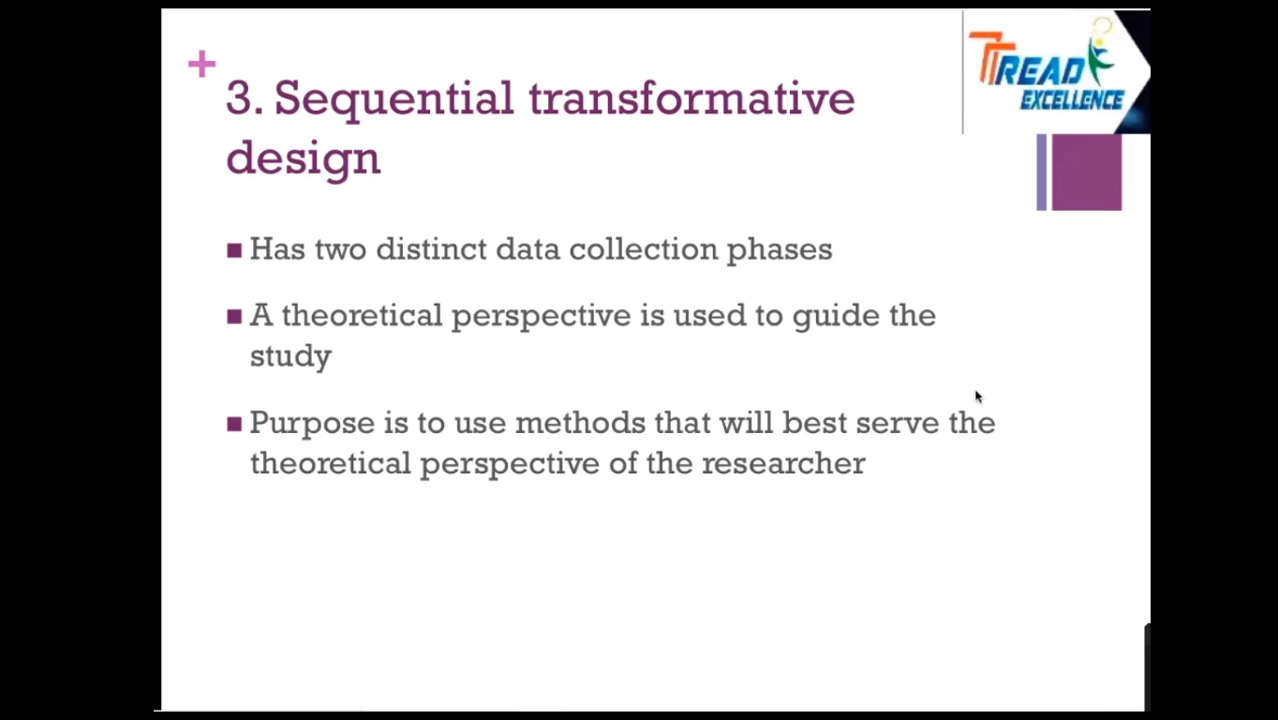 +
3. Sequential transformative
design
TREAD
EXCELLENCE
■ Has two distinct data collection phases
■ A theoretical perspective is used to guide the
study
■ Purpose is to use methods that will best serve the
theoretical perspective of the researcher